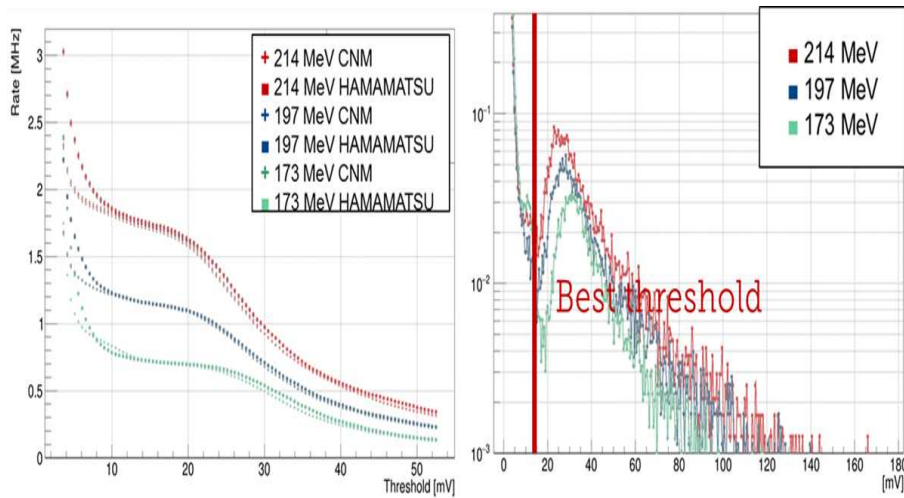 Rate [MHz]
3
2.5
2
1.5
1
0.5
0
10
20
30
40
50
Threshold [mV]
214 MeV CNM
214 MeV HAMAMATSU
197 MeV CNM
197 MeV HAMAMATSU
173 MeV CNM
173 MeV HAMAMATSU
10⁻¹
10⁻²
10⁻³
0
20
40
60
80
100
120
140
160
180
[mV]
214 MeV
197 MeV
173 MeV
Best threshold